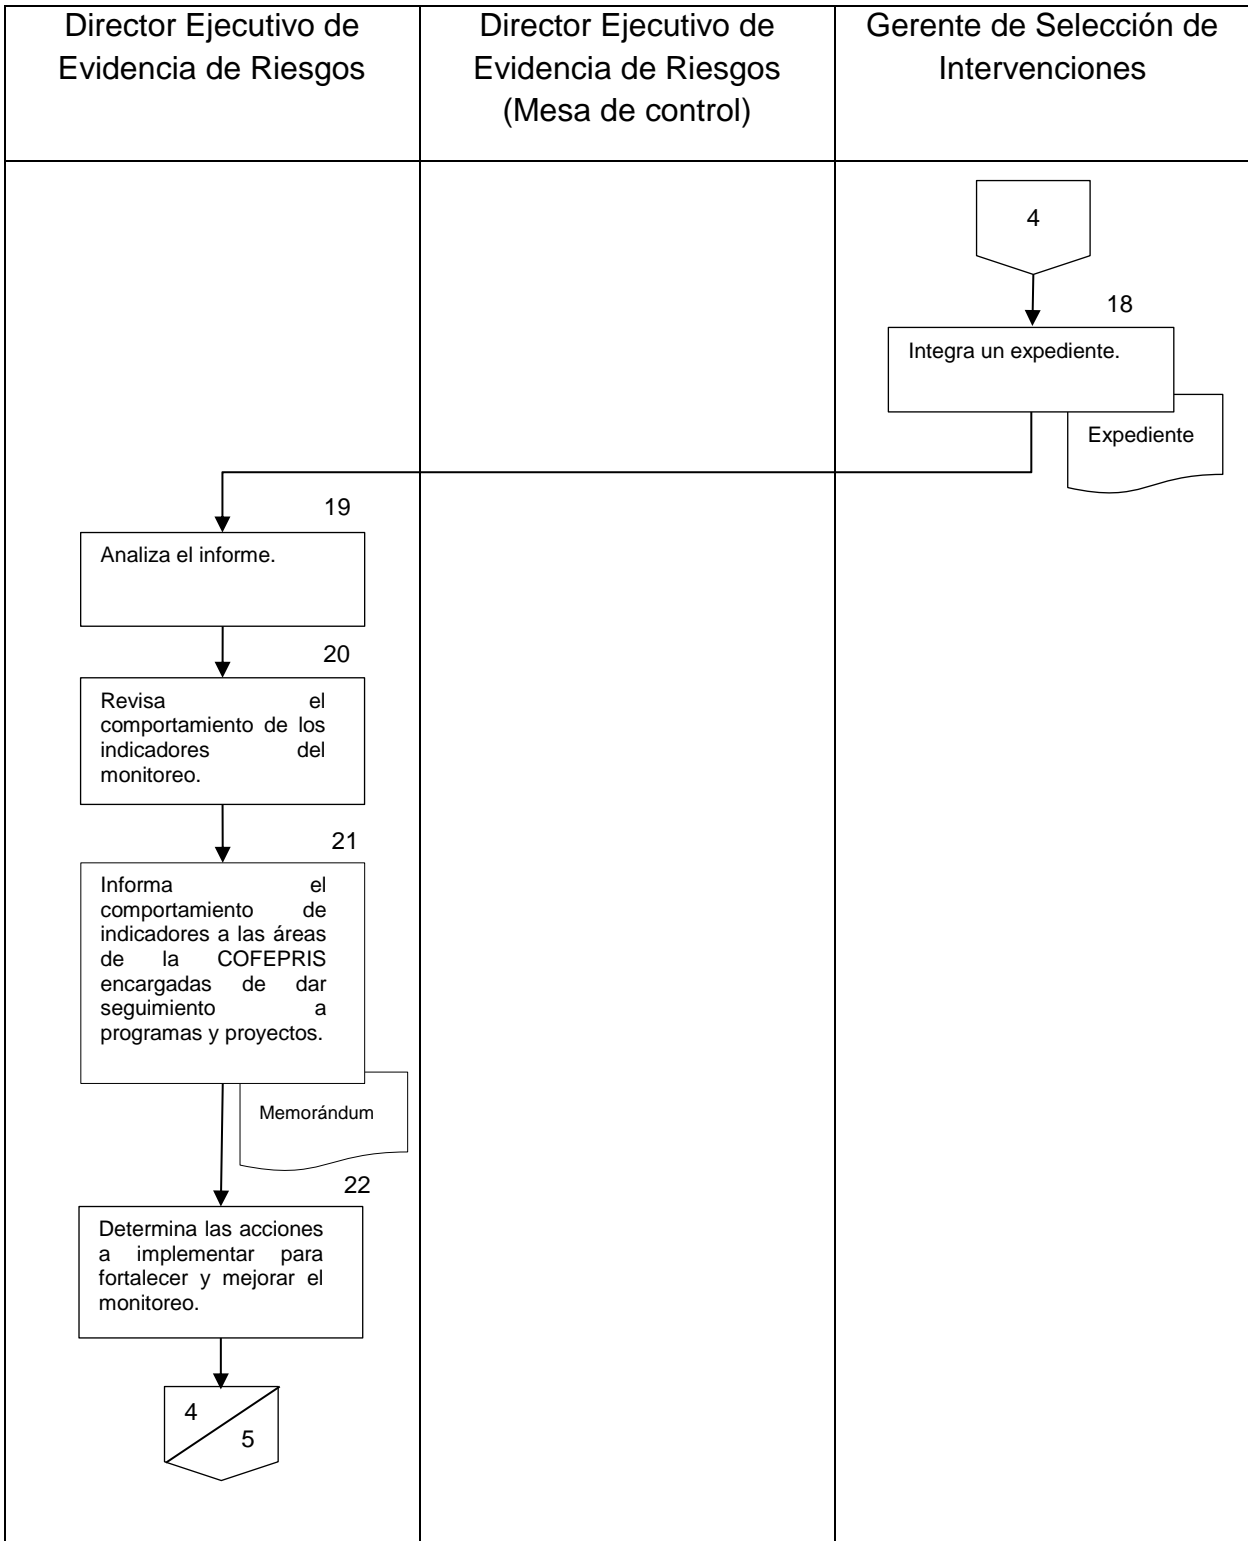 Director Ejecutivo de
Evidencia de Riesgos
Director Ejecutivo de
Evidencia de Riesgos
(Mesa de control)
Gerente de Selección de
Intervenciones
4
18
Integra un expediente.
Expediente
19
Analiza el informe.
20
Revisa el
comportamiento de los
indicadores del
monitoreo.
21
Informa el
comportamiento de
indicadores a las áreas
de la COFEPRIS
encargadas de dar
seguimiento a
programas y proyectos.
Memorándum
22
Determina las acciones
a implementar para
fortalecer y mejorar el
monitoreo.
4
5